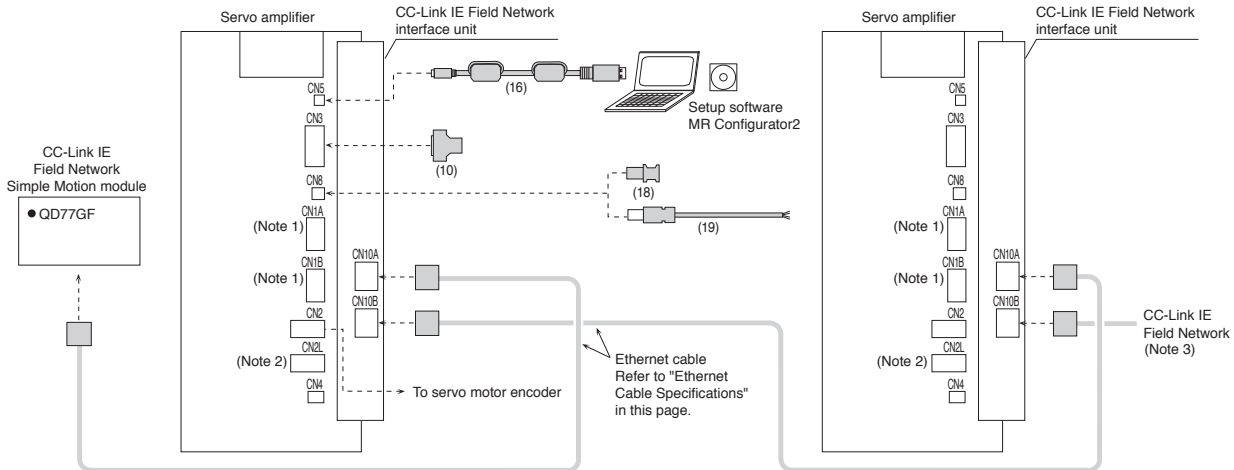 Servo amplifier
CC-Link IE Field Network
interface unit
CN5
(16)
Setup software
MR Configurator2
CN3
(10)
CN8
(18)
(19)
CC-Link IE
Field Network
Simple Motion module
● QD77GF
CN1A
(Note 1)
CN1B
(Note 1)
CN10A
CN10B
CN2
CN2L
(Note 2)
CN4
To servo motor encoder
Ethernet cable
Refer to "Ethernet
Cable Specifications"
in this page.
Servo amplifier
CC-Link IE Field Network
interface unit
CN5
CN3
CN8
CN1A
(Note 1)
CN1B
(Note 1)
CN10A
CN10B
CN2
CN2L
(Note 2)
CN4
CC-Link IE
Field Network
(Note 3)